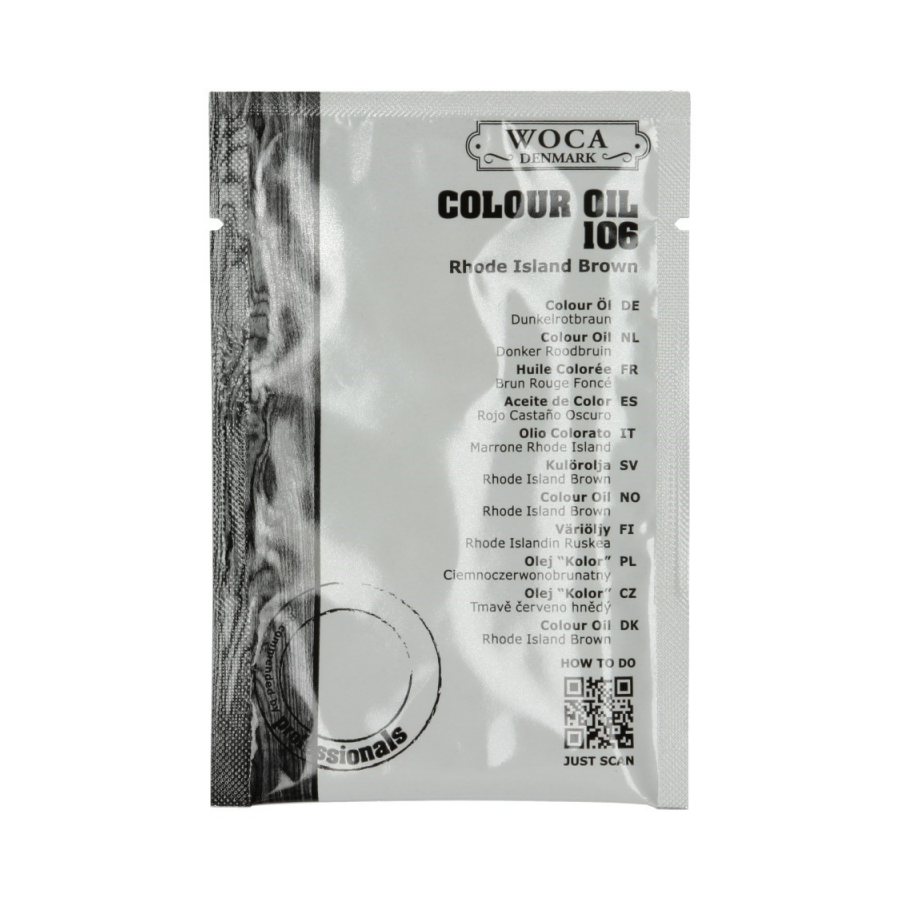 WOCA
DENMARK
COLOUR OIL
106
Rhode Island Brown
Colour Öl DE
Dunkelrotbraun
Colour Oil NL
Donker Roodbruin
Huile Colorée FR
Brun Rouge Foncé
Aceite de Color ES
Rojo Castaño Oscuro
Olio Colorato IT
Marrone Rhode Island
Kulörolja SV
Rhode Island Brown
Colour Oil NO
Rhode Island Brown
Väriöljy FI
Rhode Islandin Ruskea
Olej “Kolor” PL
Ciemnoczerwonobrunatny
Olej “Kolor” CZ
Tmavě červeno hnědý
Colour Oil DK
Rhode Island Brown
HOW TO DO
JUST SCAN
professionals